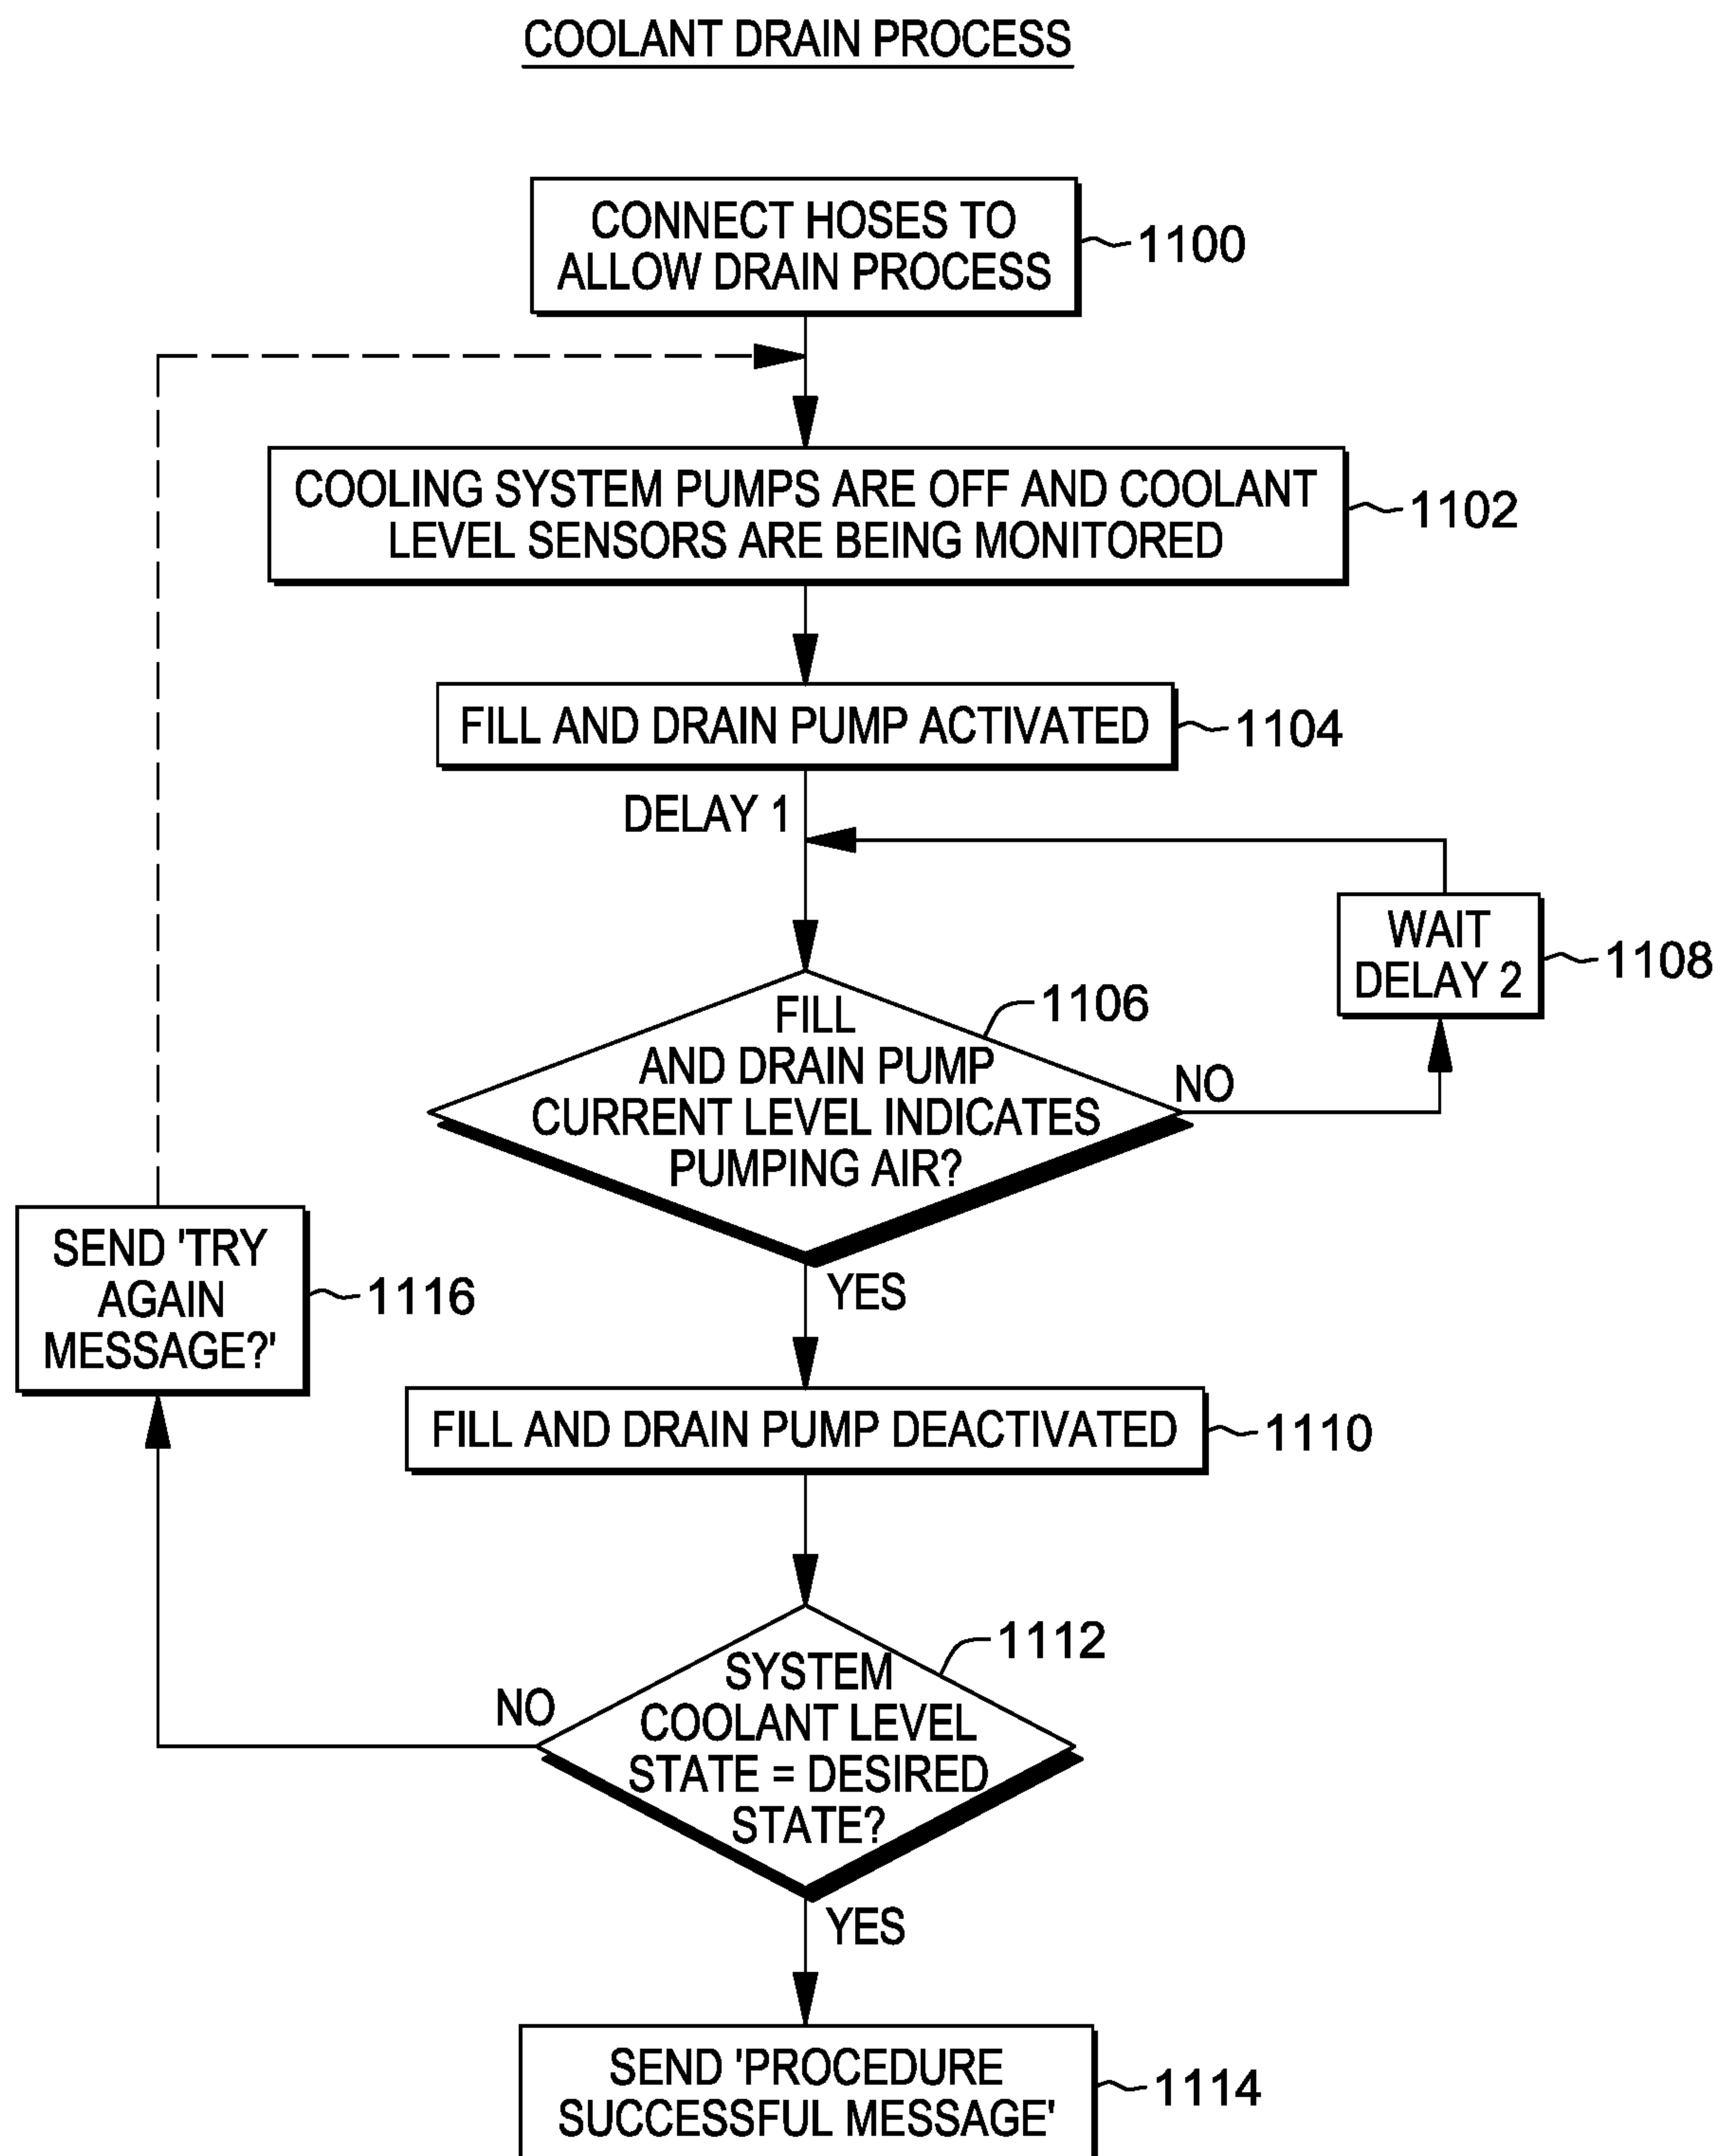 COOLANT DRAIN PROCESS
CONNECT HOSES TO
ALLOW DRAIN PROCESS
1100
COOLING SYSTEM PUMPS ARE OFF AND COOLANT
LEVEL SENSORS ARE BEING MONITORED
1102
FILL AND DRAIN PUMP ACTIVATED
1104
DELAY 1
WAIT
DELAY 2
1108
FILL
AND DRAIN PUMP
CURRENT LEVEL INDICATES
PUMPING AIR?
1106
NO
YES
SEND 'TRY
AGAIN
MESSAGE?'
1116
FILL AND DRAIN PUMP DEACTIVATED
1110
SYSTEM
COOLANT LEVEL
STATE = DESIRED
STATE?
1112
NO
YES
SEND 'PROCEDURE
SUCCESSFUL MESSAGE'
1114